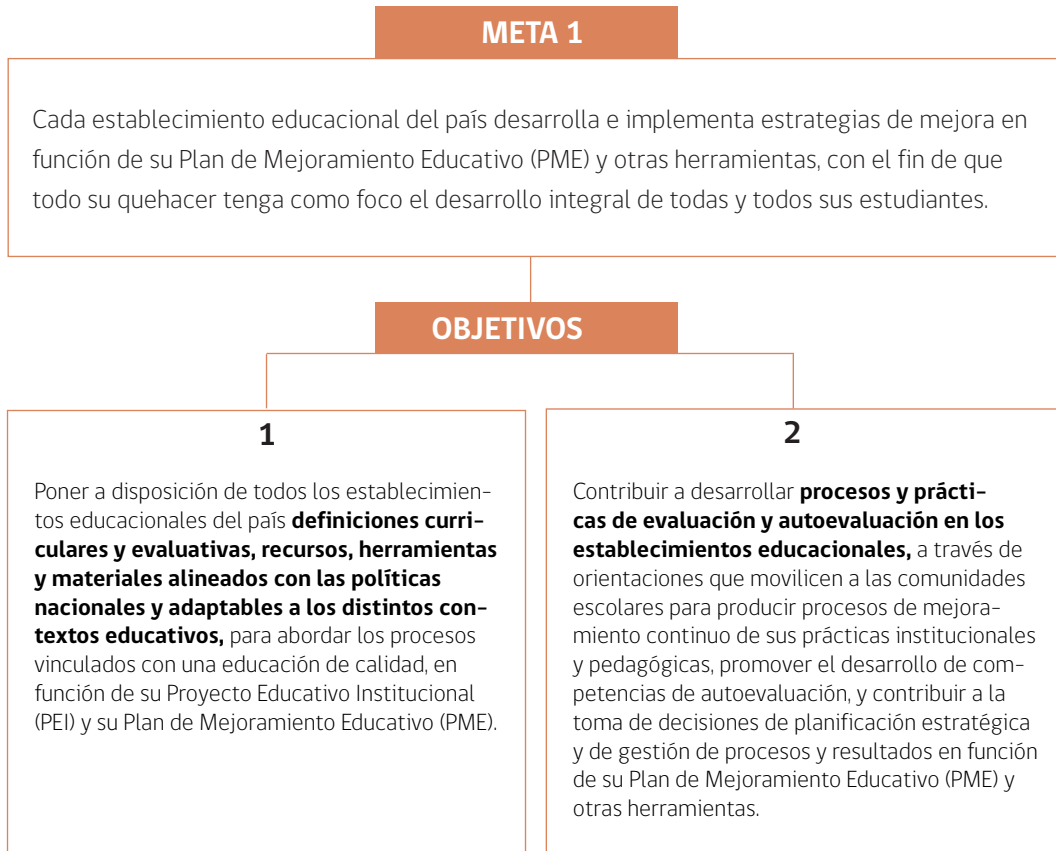 META 1
Cada establecimiento educacional del país desarrolla e implementa estrategias de mejora en
función de su Plan de Mejoramiento Educativo (PME) y otras herramientas, con el fin de que
todo su quehacer tenga como foco el desarrollo integral de todas y todos sus estudiantes.
OBJETIVOS
1
Poner a disposición de todos los establecimien-
tos educacionales del país definiciones curri-
culares y evaluativas, recursos, herramientas
y materiales alineados con las políticas
nacionales y adaptables a los distintos con-
textos educativos, para abordar los procesos
vinculados con una educación de calidad, en
función de su Proyecto Educativo Institucional
(PEI) y su Plan de Mejoramiento Educativo (PME).
2
Contribuir a desarrollar procesos y prácti-
cas de evaluación y autoevaluación en los
establecimientos educacionales, a través de
orientaciones que movilicen a las comunidades
escolares para producir procesos de mejora-
miento continuo de sus prácticas institucionales
y pedagógicas, promover el desarrollo de com-
petencias de autoevaluación, y contribuir a la
toma de decisiones de planificación estratégica
y de gestión de procesos y resultados en función
de su Plan de Mejoramiento Educativo (PME) y
otras herramientas.